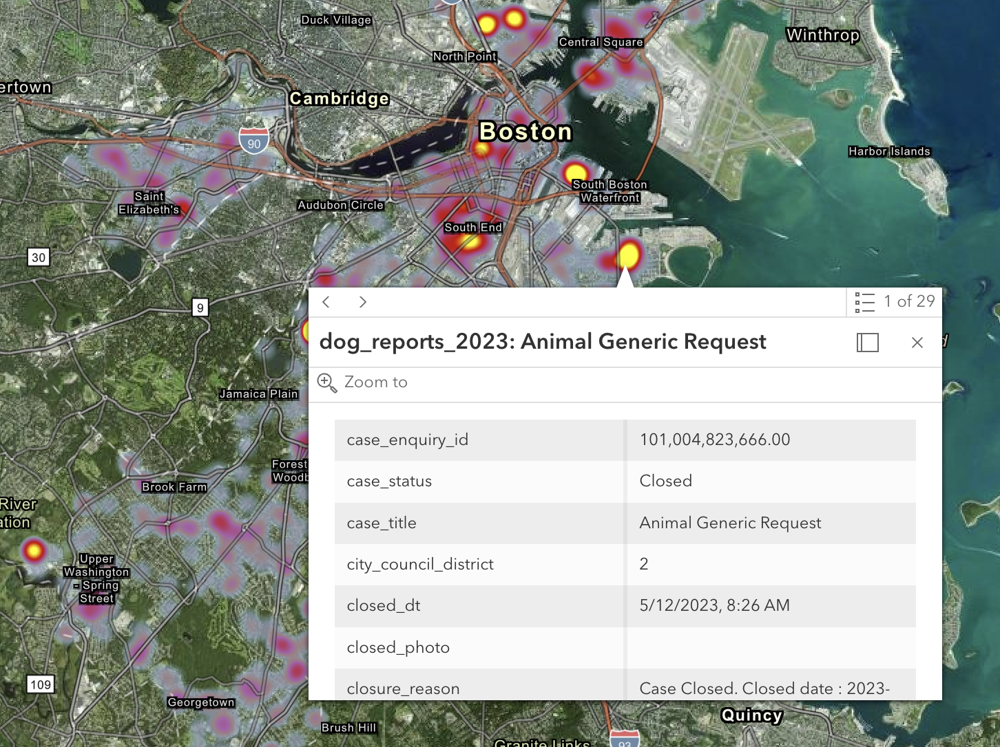 Duck Village
Central Square
Winthrop
North Point
ertown
Cambridge
Boston
90
Harbor Islands
South Boston
Waterfront
Saint
Elizabeth's
Audubon Circle
South End
30
9
1 of 29
dog_reports_2023: Animal Generic Request
d
Zoom to
Jamaica Plain
case_enquiry_id 101,004,823,666.00
Forest
Woodb
case_status Closed
Brook Farm
River
ation
case_title Animal Generic Request
Upper
Washington
- Spring
Street
city_council_district 2
closed_dt 5/12/2023, 8:26 AM
closed_photo
109
closure_reason Case Closed. Closed date : 2023-
Georgetown
Quincy
Brush Hill
Granite Links
93